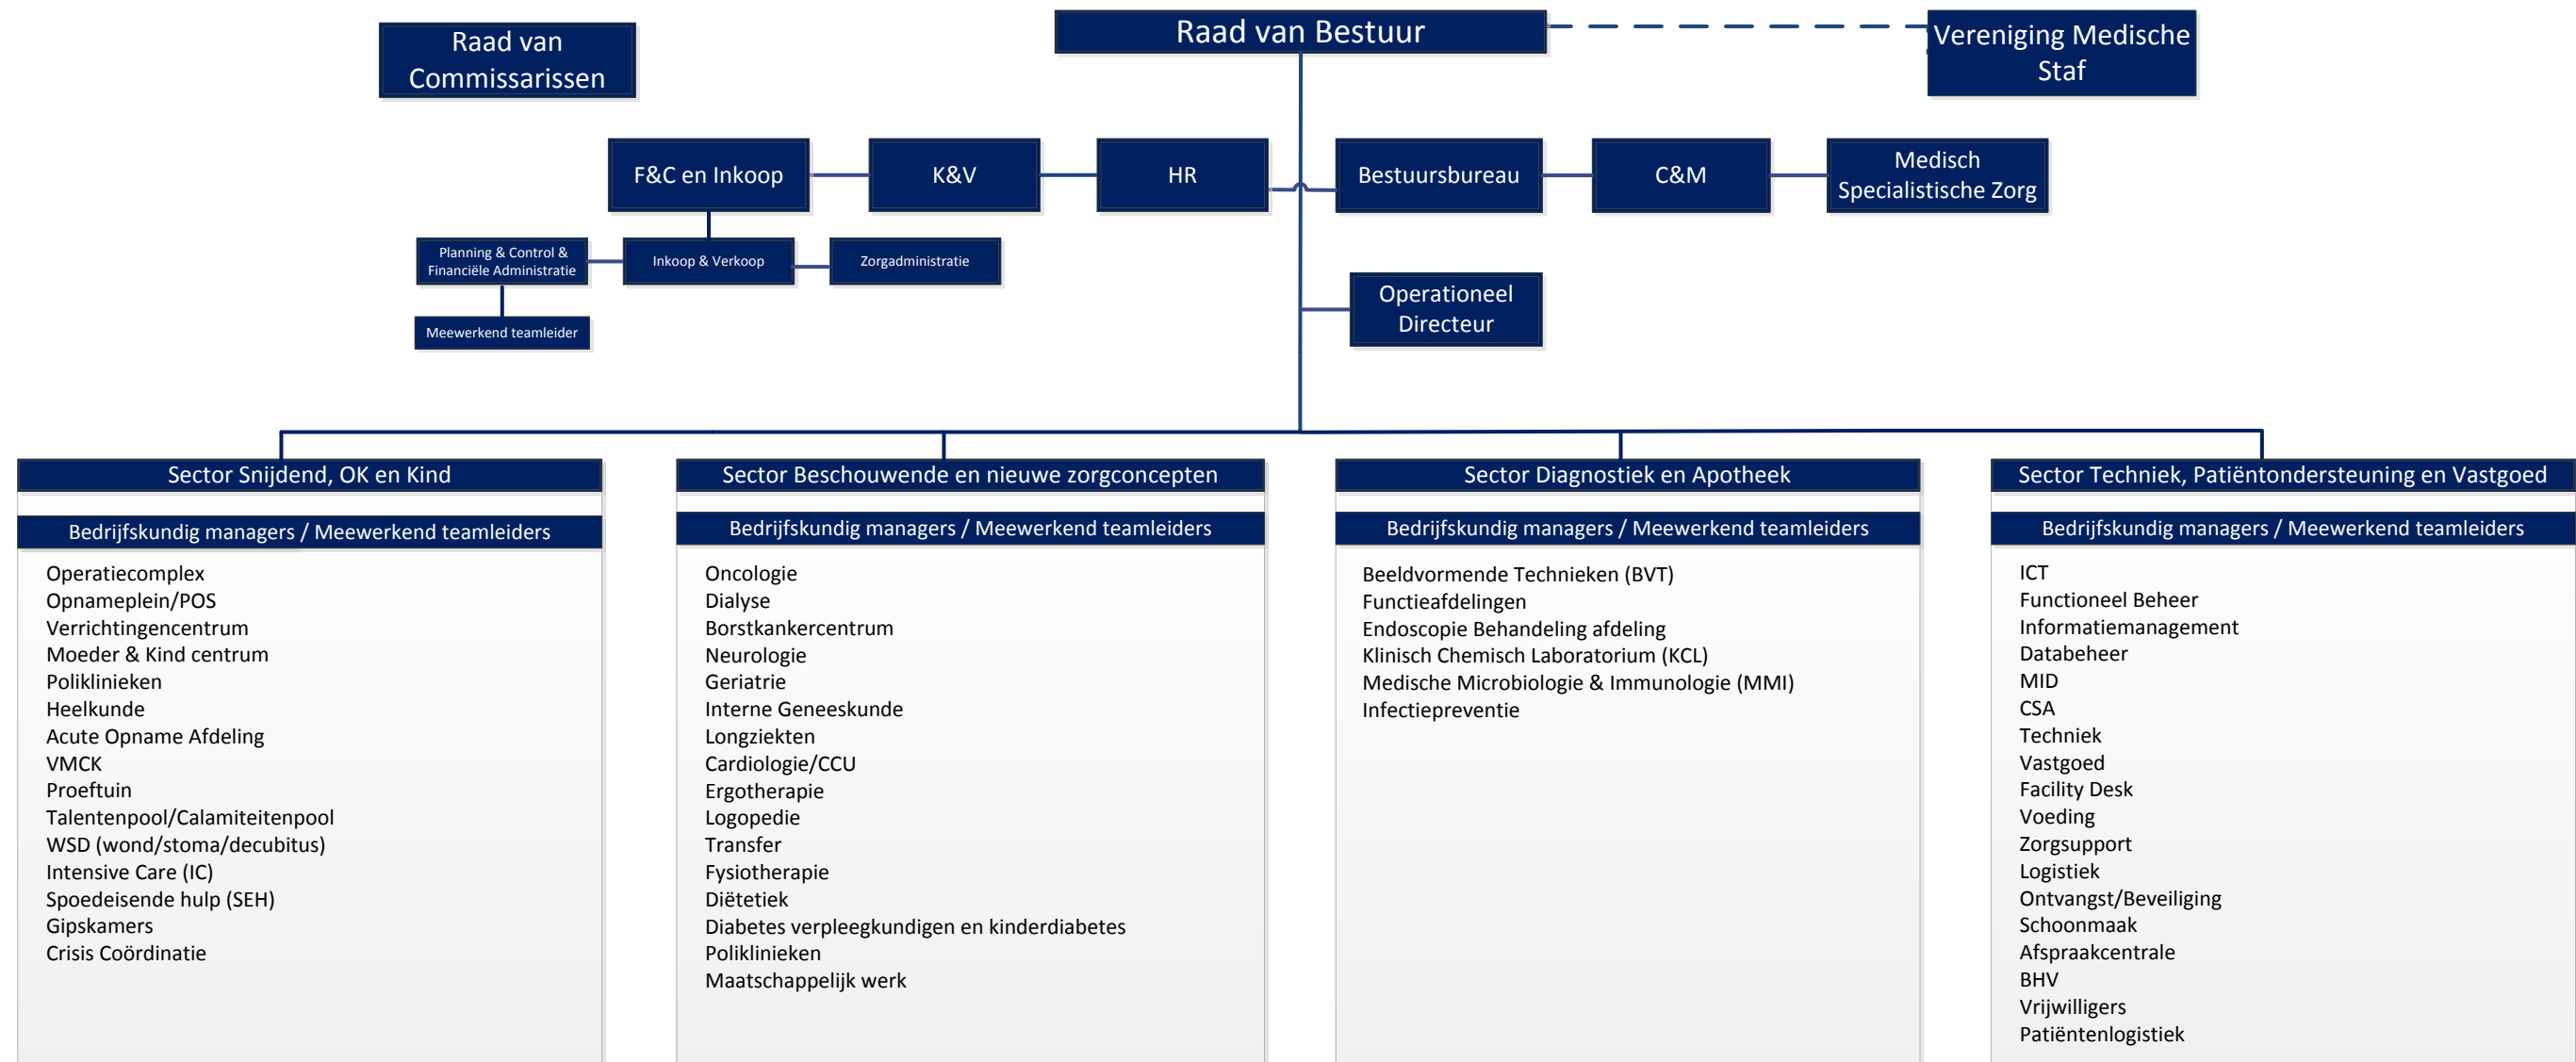 Raad van
Commissarissen
Raad van Bestuur
Vereniging Medische
Staf
F&C en Inkoop
K&V
HR
Bestuursbureau
C&M
Medisch
Specialistische Zorg
Planning & Control &
Financiële Administratie
Inkoop & Verkoop
Zorgadministratie
Meewerkend teamleider
Operationeel
Directeur
Sector Snijdend, OK en Kind
Bedrijfskundig managers / Meewerkend teamleiders
Operatiecomplex
Opnameplein/POS
Verrichtingencentrum
Moeder & Kind centrum
Poliklinieken
Heelkunde
Acute Opname Afdeling
VMCK
Proeftuin
Talentenpool/Calamiteitenpool
WSD (wond/stoma/decubitus)
Intensive Care (IC)
Spoedeisende hulp (SEH)
Gipskamers
Crisis Coördinatie
Sector Beschouwende en nieuwe zorgconcepten
Bedrijfskundig managers / Meewerkend teamleiders
Oncologie
Dialyse
Borstkankercentrum
Neurologie
Geriatrie
Interne Geneeskunde
Longziekten
Cardiologie/CCU
Ergotherapie
Logopedie
Transfer
Fysiotherapie
Diëtetiek
Diabetes verpleegkundigen en kinderdiabetes
Poliklinieken
Maatschappelijk werk
Sector Diagnostiek en Apotheek
Bedrijfskundig managers / Meewerkend teamleiders
Beeldvormende Technieken (BVT)
Functieafdelingen
Endoscopie Behandeling afdeling
Klinisch Chemisch Laboratorium (KCL)
Medische Microbiologie & Immunologie (MMI)
Infectiepreventie
Sector Techniek, Patiëntondersteuning en Vastgoed
Bedrijfskundig managers / Meewerkend teamleiders
ICT
Functioneel Beheer
Informatiemanagement
Databeheer
MID
CSA
Techniek
Vastgoed
Facility Desk
Voeding
Zorgsupport
Logistiek
Ontvangst/Beveiliging
Schoonmaak
Afspraakcentrale
BHV
Vrijwilligers
Patiëntenlogistiek